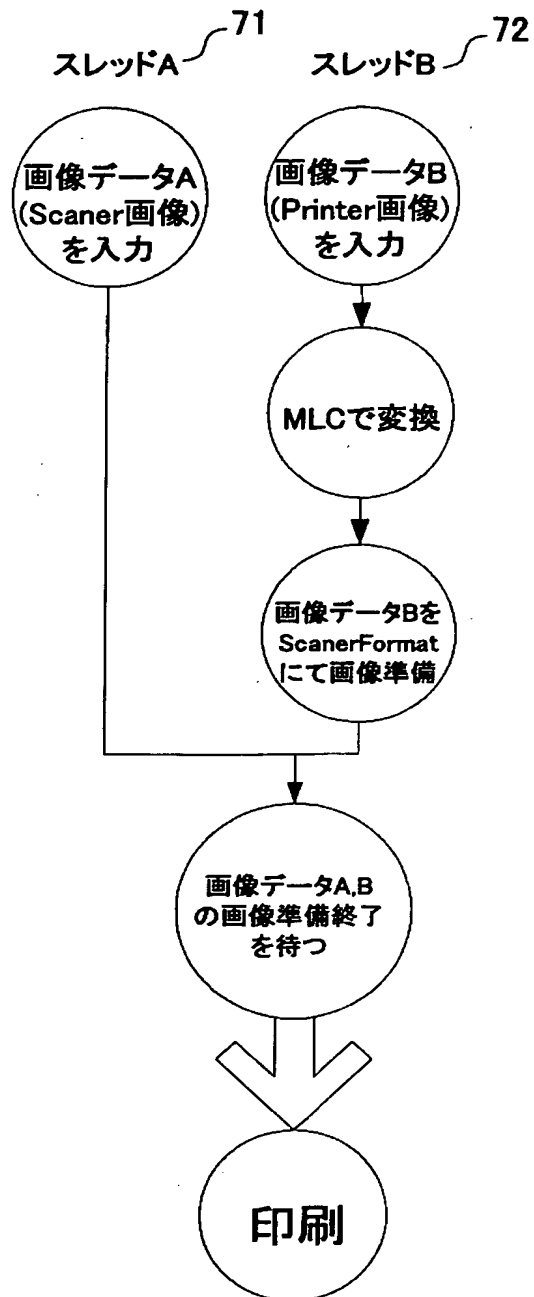 71
72
スレッドA
スレッドB
画像データA
(Scaner画像)
を入力
画像データB
(Printer画像)
を入力
MLCで変換
画像データBを
ScanerFormat
にて画像準備
画像データA,B
の画像準備終了
を待つ
印刷